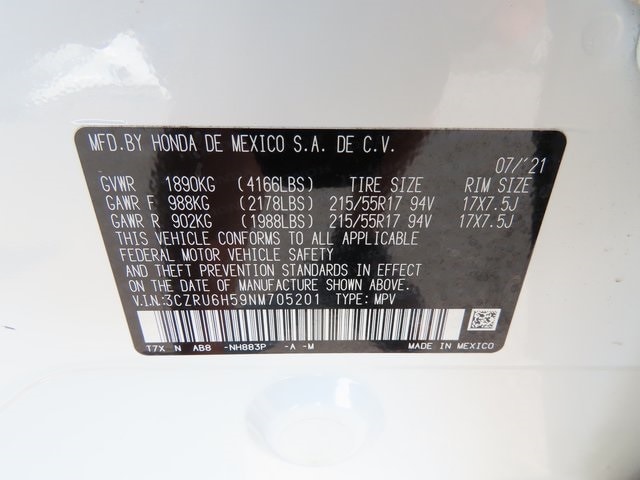 MFD.BY HONDA DE MEXICO S.A. DE C.V.
07/'21
GVWR 1890KG (4166LBS) TIRE SIZE RIM SIZE
GAWR F 988KG (2178LBS) 215/55R17 94V 17X7.5J
GAWR R 902KG (1988LBS) 215/55R17 94V 17X7.5J
THIS VEHICLE CONFORMS TO ALL APPLICABLE
FEDERAL MOTOR VEHICLE SAFETY
AND THEFT PREVENTION STANDARDS IN EFFECT
ON THE DATE OF MANUFACTURE SHOWN ABOVE.
V.I.N:3CZRU6H59NM705201 TYPE: MPV
T7X N AB8 -NH883P -A -M MADE IN MEXICO